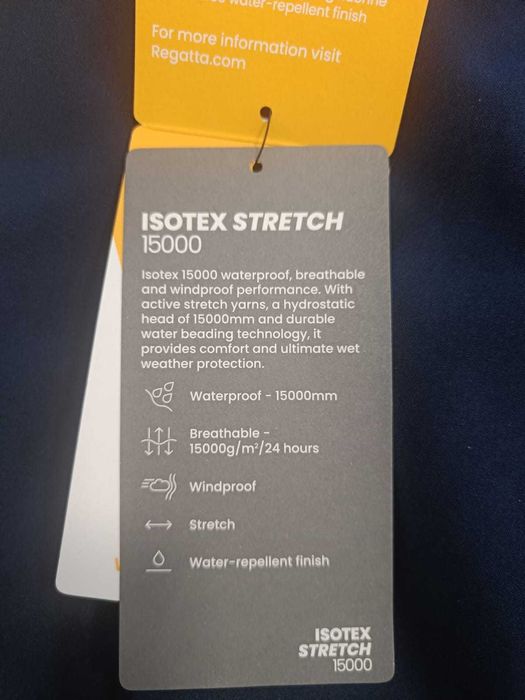 water-repellent finish
For more information visit
Regatta.com
ISOTEX STRETCH
15000
Isotex 15000 waterproof, breathable
and windproof performance. With
active stretch yarns, a hydrostatic
head of 15000mm and durable
water beading technology, it
provides comfort and ultimate wet
weather protection.
Waterproof - 15000mm
Breathable -
15000g/m²/24 hours
Windproof
Stretch
Water-repellent finish
ISOTEX
STRETCH
15000